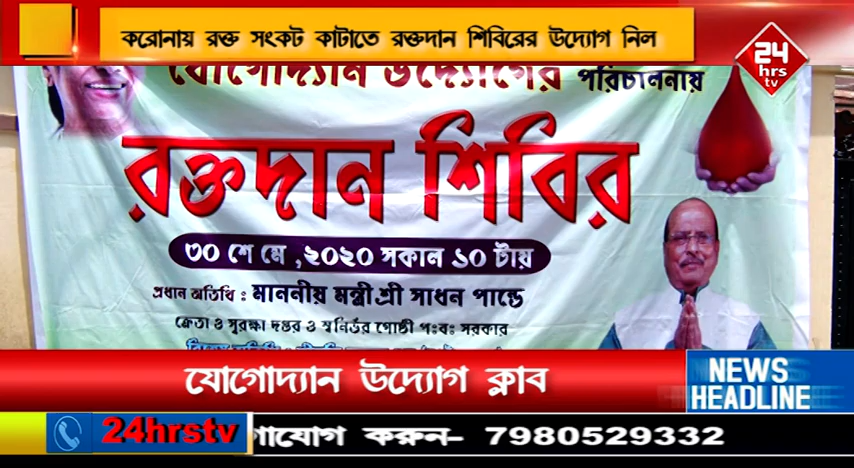 করোনায় রক্ত সংকট কাটাতে রক্তদান শিবিরের উদ্যোগ নিল
24
hrs
tv
যোগোদ্যান উদ্যোগের পরিচালনায়
রক্তদান শিবির
৩০ শে মে ,২০২০ সকাল ১০ টায়
প্রধান অতিথি : মাননীয় মন্ত্রী শ্রী সাধন পান্ডে
ক্রেতা ও সুরক্ষা দপ্তর ও স্বনির্ভর গোষ্ঠী পঃবঃ সরকার
যোগোদ্যান উদ্যোগ ক্লাব
NEWS
HEADLINE
24hrstv
গাযোগ করুন- 7980529332